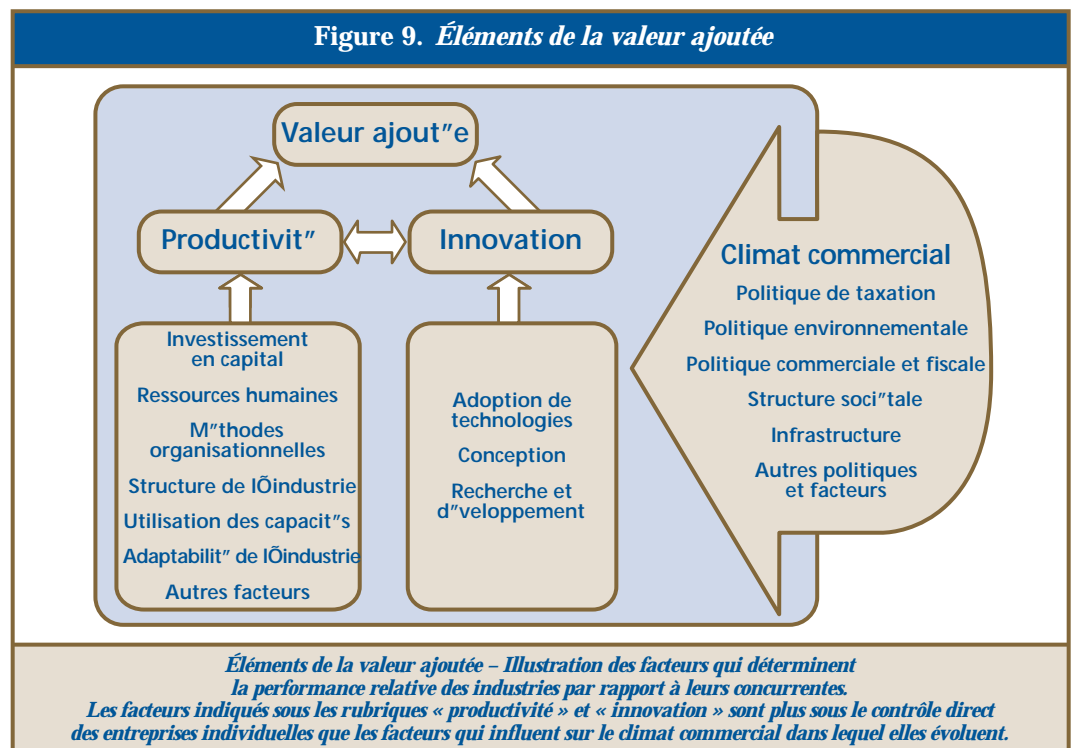 Figure 9. Éléments de la valeur ajoutée
Valeur ajout"e
Productivit"
Innovation
Investissement
en capital
Ressources humaines
M"thodes
organisationnelles
Structure de lÕindustrie
Utilisation des capacit"s
Adaptabilit" de lÕindustrie
Autres facteurs
Adoption de
technologies
Conception
Recherche et
d"veloppement
Climat commercial
Politique de taxation
Politique environnementale
Politique commerciale et fiscale
Structure soci"tale
Infrastructure
Autres politiques
et facteurs
Éléments de la valeur ajoutée – Illustration des facteurs qui déterminent
la performance relative des industries par rapport à leurs concurrentes.
Les facteurs indiqués sous les rubriques « productivité » et « innovation » sont plus sous le contrôle direct
des entreprises individuelles que les facteurs qui influent sur le climat commercial dans lequel elles évoluent.